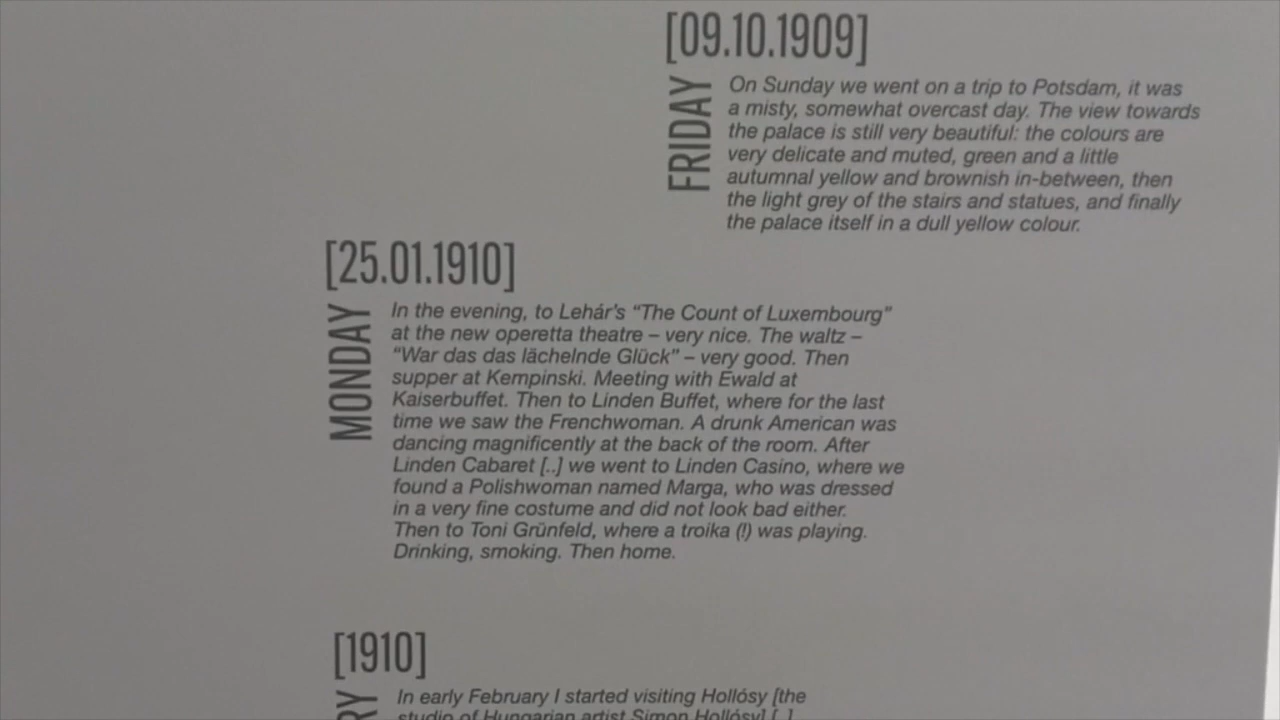 [09.10.1909]
FRIDAY
On Sunday we went on a trip to Potsdam, it was
a misty, somewhat overcast day. The view towards
the palace is still very beautiful: the colours are
very delicate and muted, green and a little
autumnal yellow and brownish in-between, then
the light grey of the stairs and statues, and finally
the palace itself in a dull yellow colour.
[25.01.1910]
MONDAY
In the evening, to Lehár's “The Count of Luxembourg”
at the new operetta theatre – very nice. The waltz –
“War das das lächelnde Glück” – very good. Then
supper at Kempinski. Meeting with Ewald at
Kaiserbuffet. Then to Linden Buffet, where for the last
time we saw the Frenchwoman. A drunk American was
dancing magnificently at the back of the room. After
Linden Cabaret [..] we went to Linden Casino, where we
found a Polishwoman named Marga, who was dressed
in a very fine costume and did not look bad either.
Then to Toni Grünfeld, where a troika (!) was playing.
Drinking, smoking. Then home.
[1910]
RY
In early February I started visiting Hollósy [the
studio of Hungarian artist Simon Hollósy] [..]